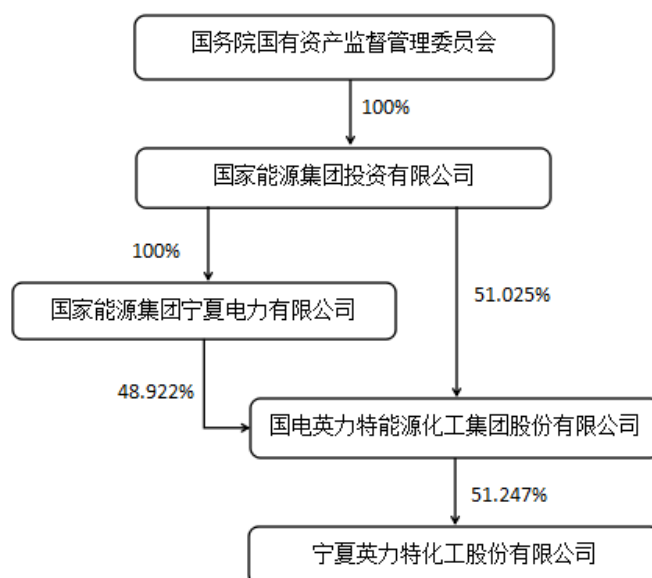 国务院国有资产监督管理委员会
100%
国家能源集团投资有限公司
100%
51.025%
国家能源集团宁夏电力有限公司
48.922%
国电英力特能源化工集团股份有限公司
51.247%
宁夏英力特化工股份有限公司